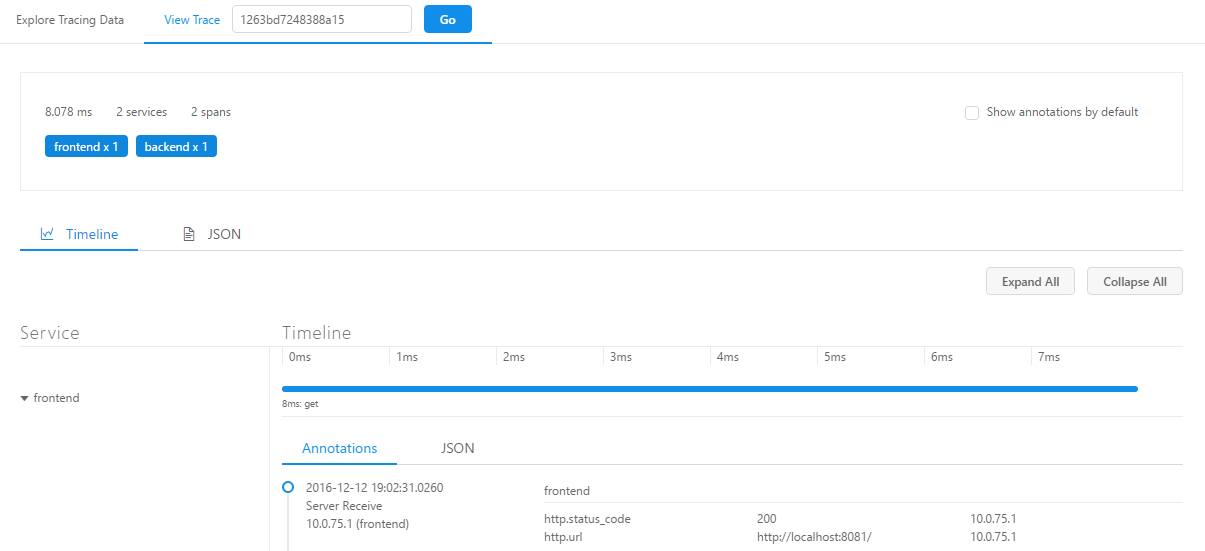 Explore Tracing Data View Trace 1263bd7248388a15 Go
8.078 ms 2 services 2 spans Show annotations by default
frontend x 1 backend x 1
Timeline JSON
Expand All Collapse All
Service Timeline
0ms 1ms 2ms 3ms 4ms 5ms 6ms 7ms
frontend
8ms: get
Annotations JSON
2016-12-12 19:02:31.0260
Server Receive
10.0.75.1 (frontend)
frontend
http.status_code 200 10.0.75.1
http.url http://localhost:8081/ 10.0.75.1